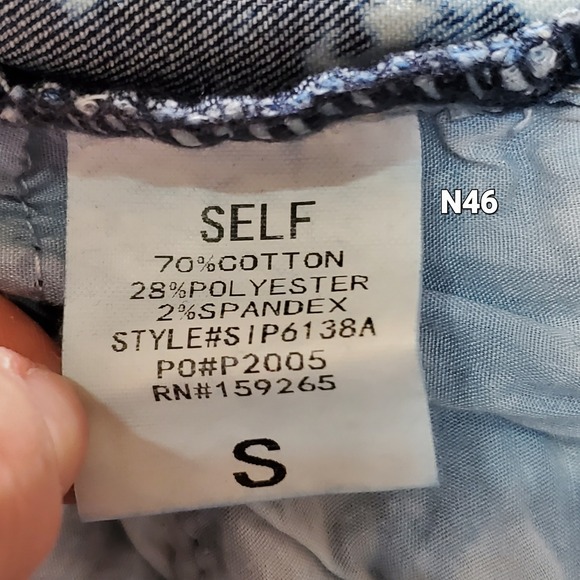 SELF
70%COTTON
28%POLYESTER
2%SPANDEX
STYLE#SIP6138A
PO#P2005
RN#159265
S
N46